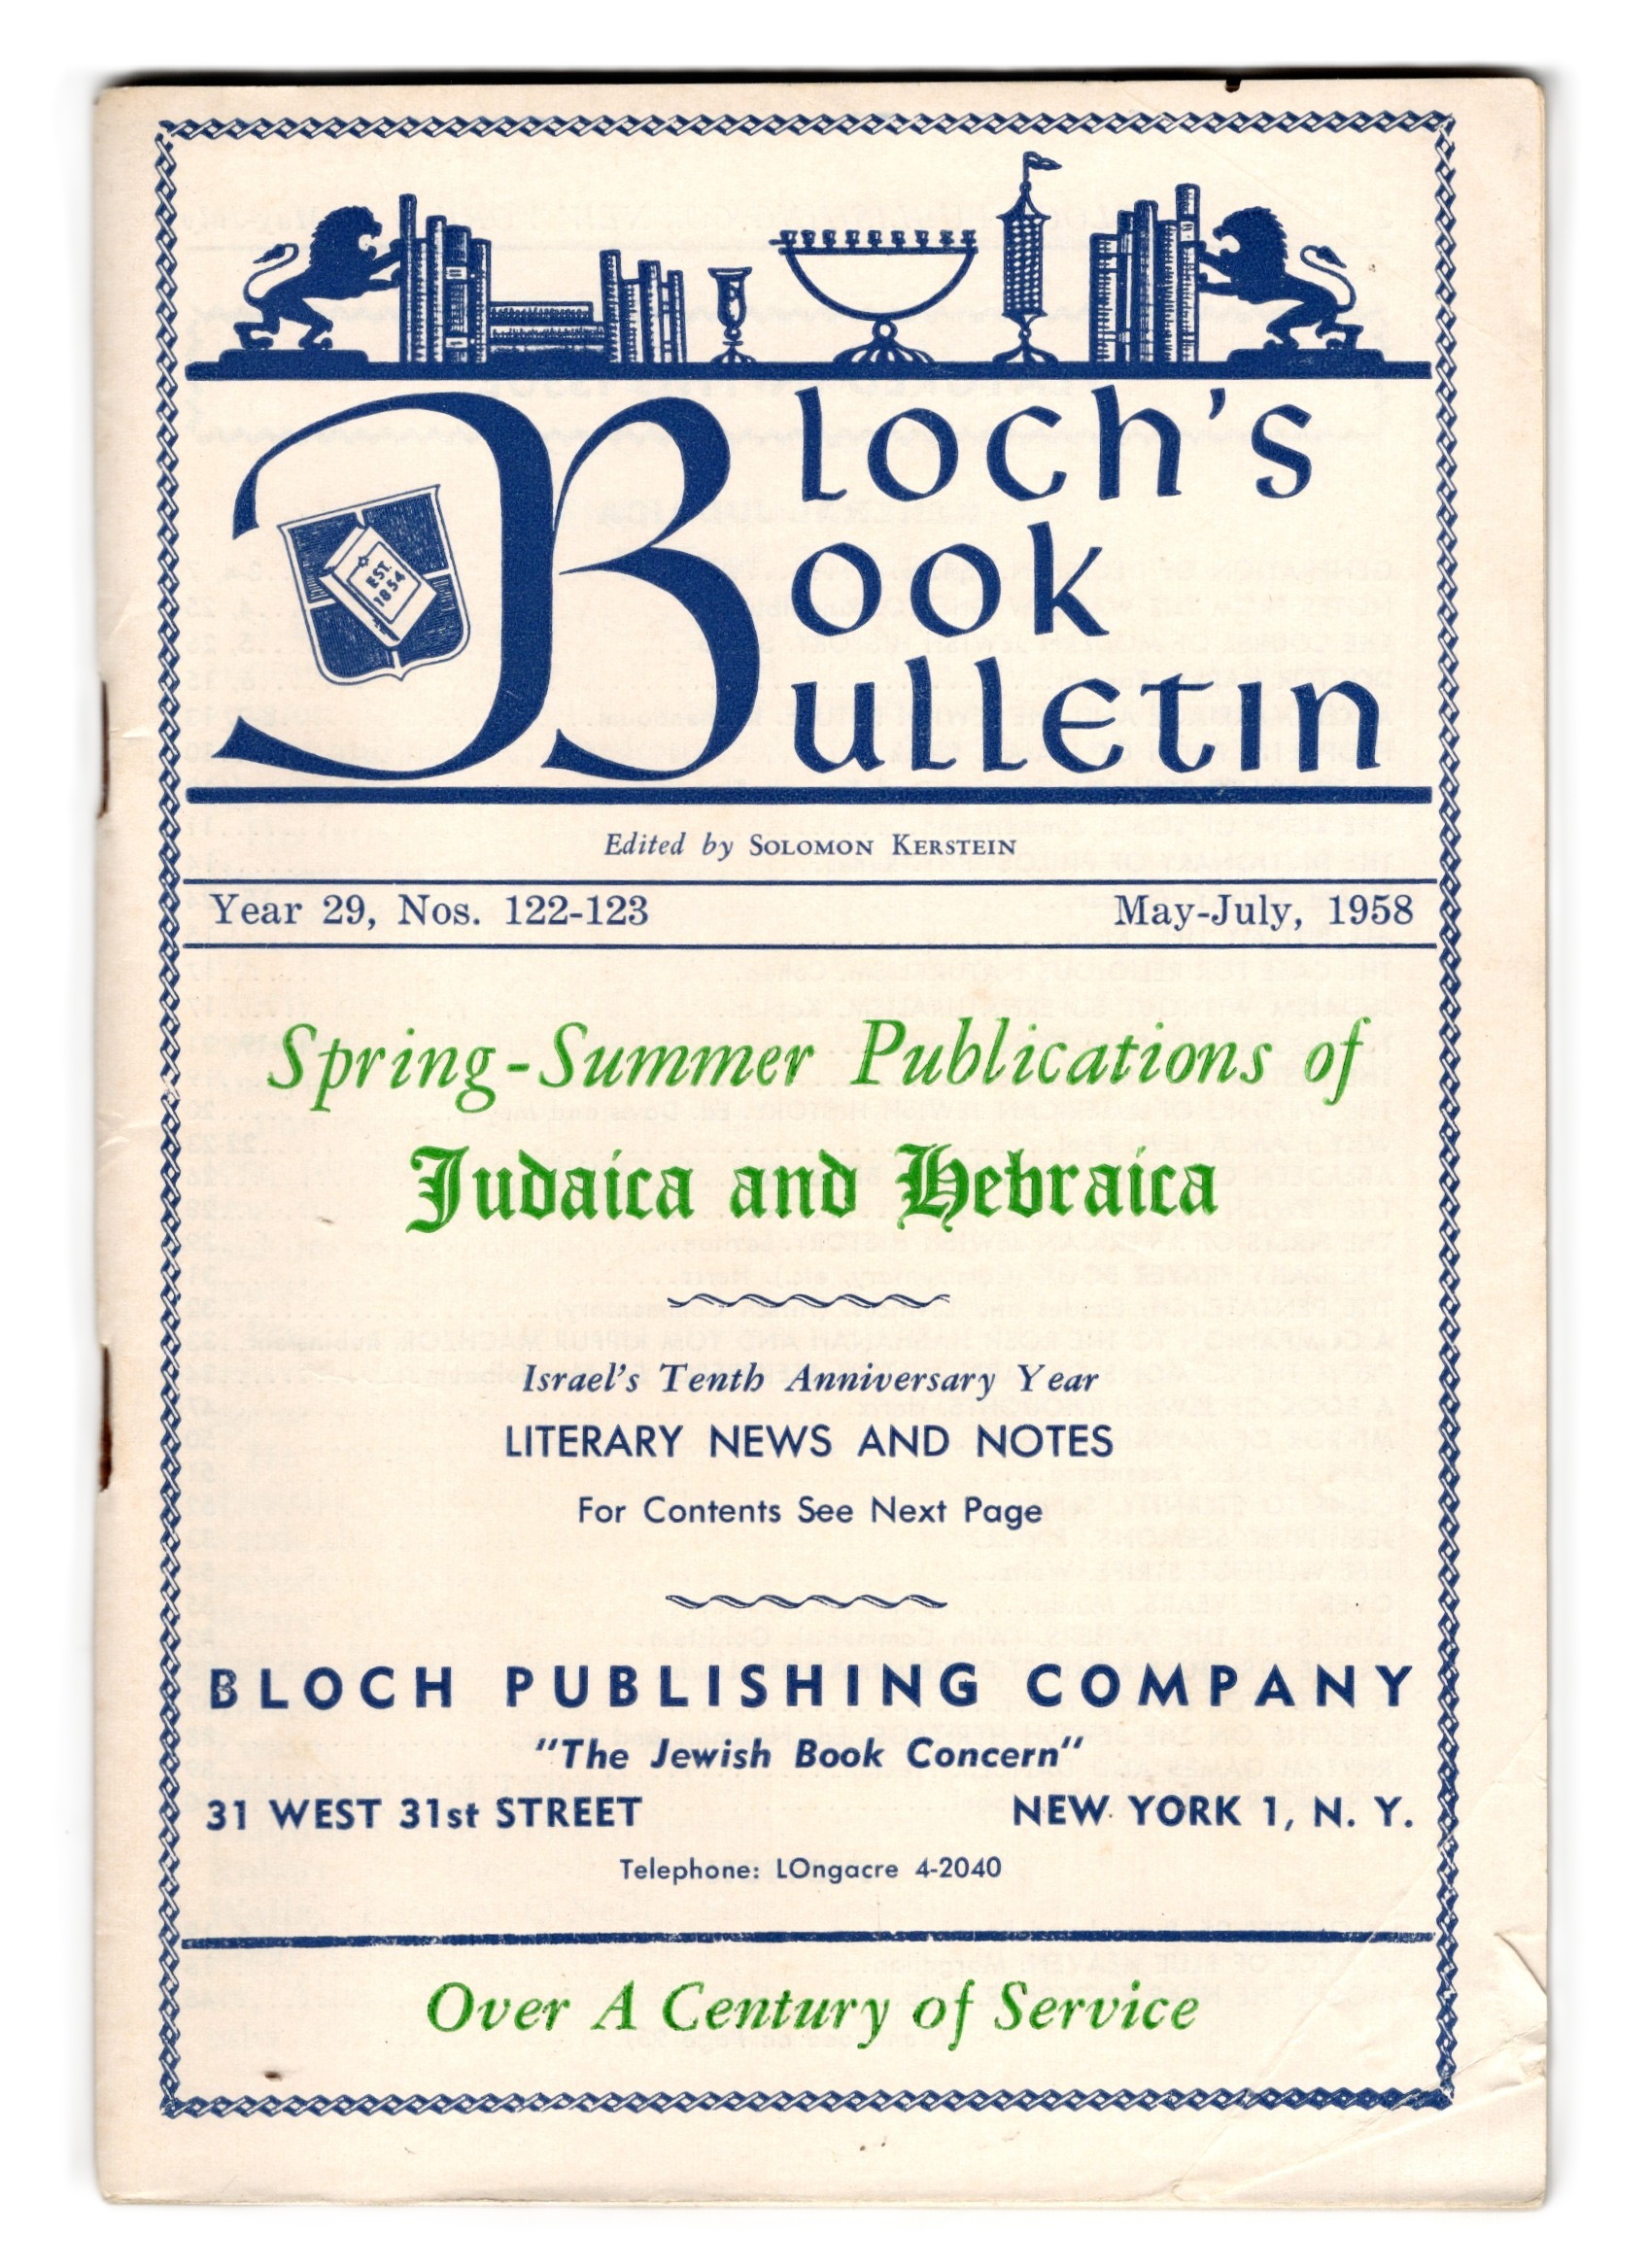 Bloch's
Book
Bulletin
EST.
1854
Edited by SOLOMON KERSTEIN
Year 29, Nos. 122-123 May-July, 1958
Spring-Summer Publications of
Judaica and Hebraica
Israel's Tenth Anniversary Year
LITERARY NEWS AND NOTES
For Contents See Next Page
BLOCH PUBLISHING COMPANY
"The Jewish Book Concern"
31 WEST 31st STREET NEW YORK 1, N. Y.
Telephone: LOngacre 4-2040
Over A Century of Service